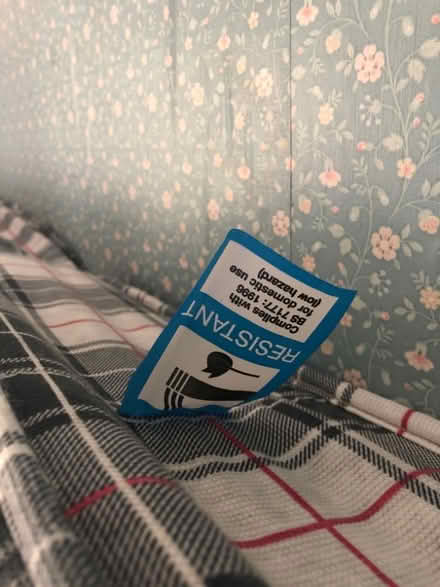 RESISTANT
Complies with
BS 7177: 1996
for domestic use
(low hazard)